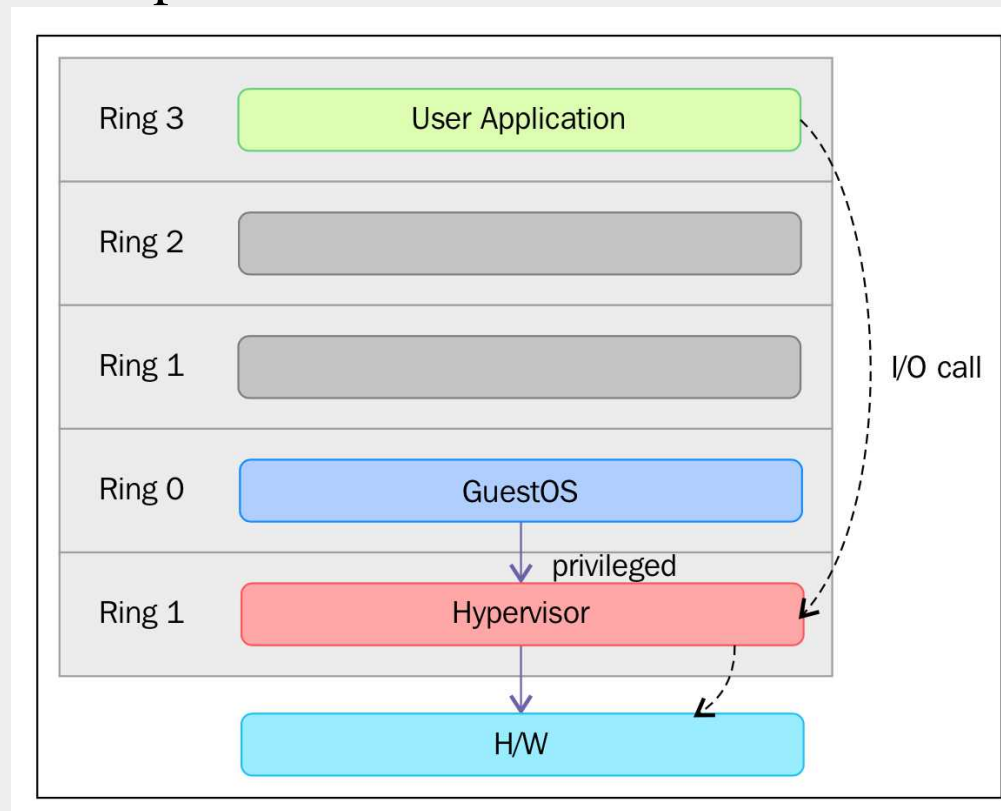 Ring 3 User Application
Ring 2
Ring 1
I/O call
Ring 0 GuestOS
privileged
Ring 1 Hypervisor
H/W